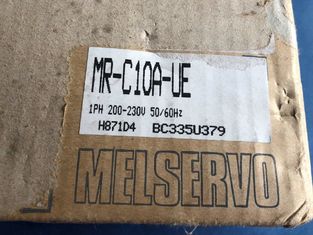 MR-C10A-UE
1PH 200-230V 50/60Hz
H871D4 BC335U379
MELSERVO